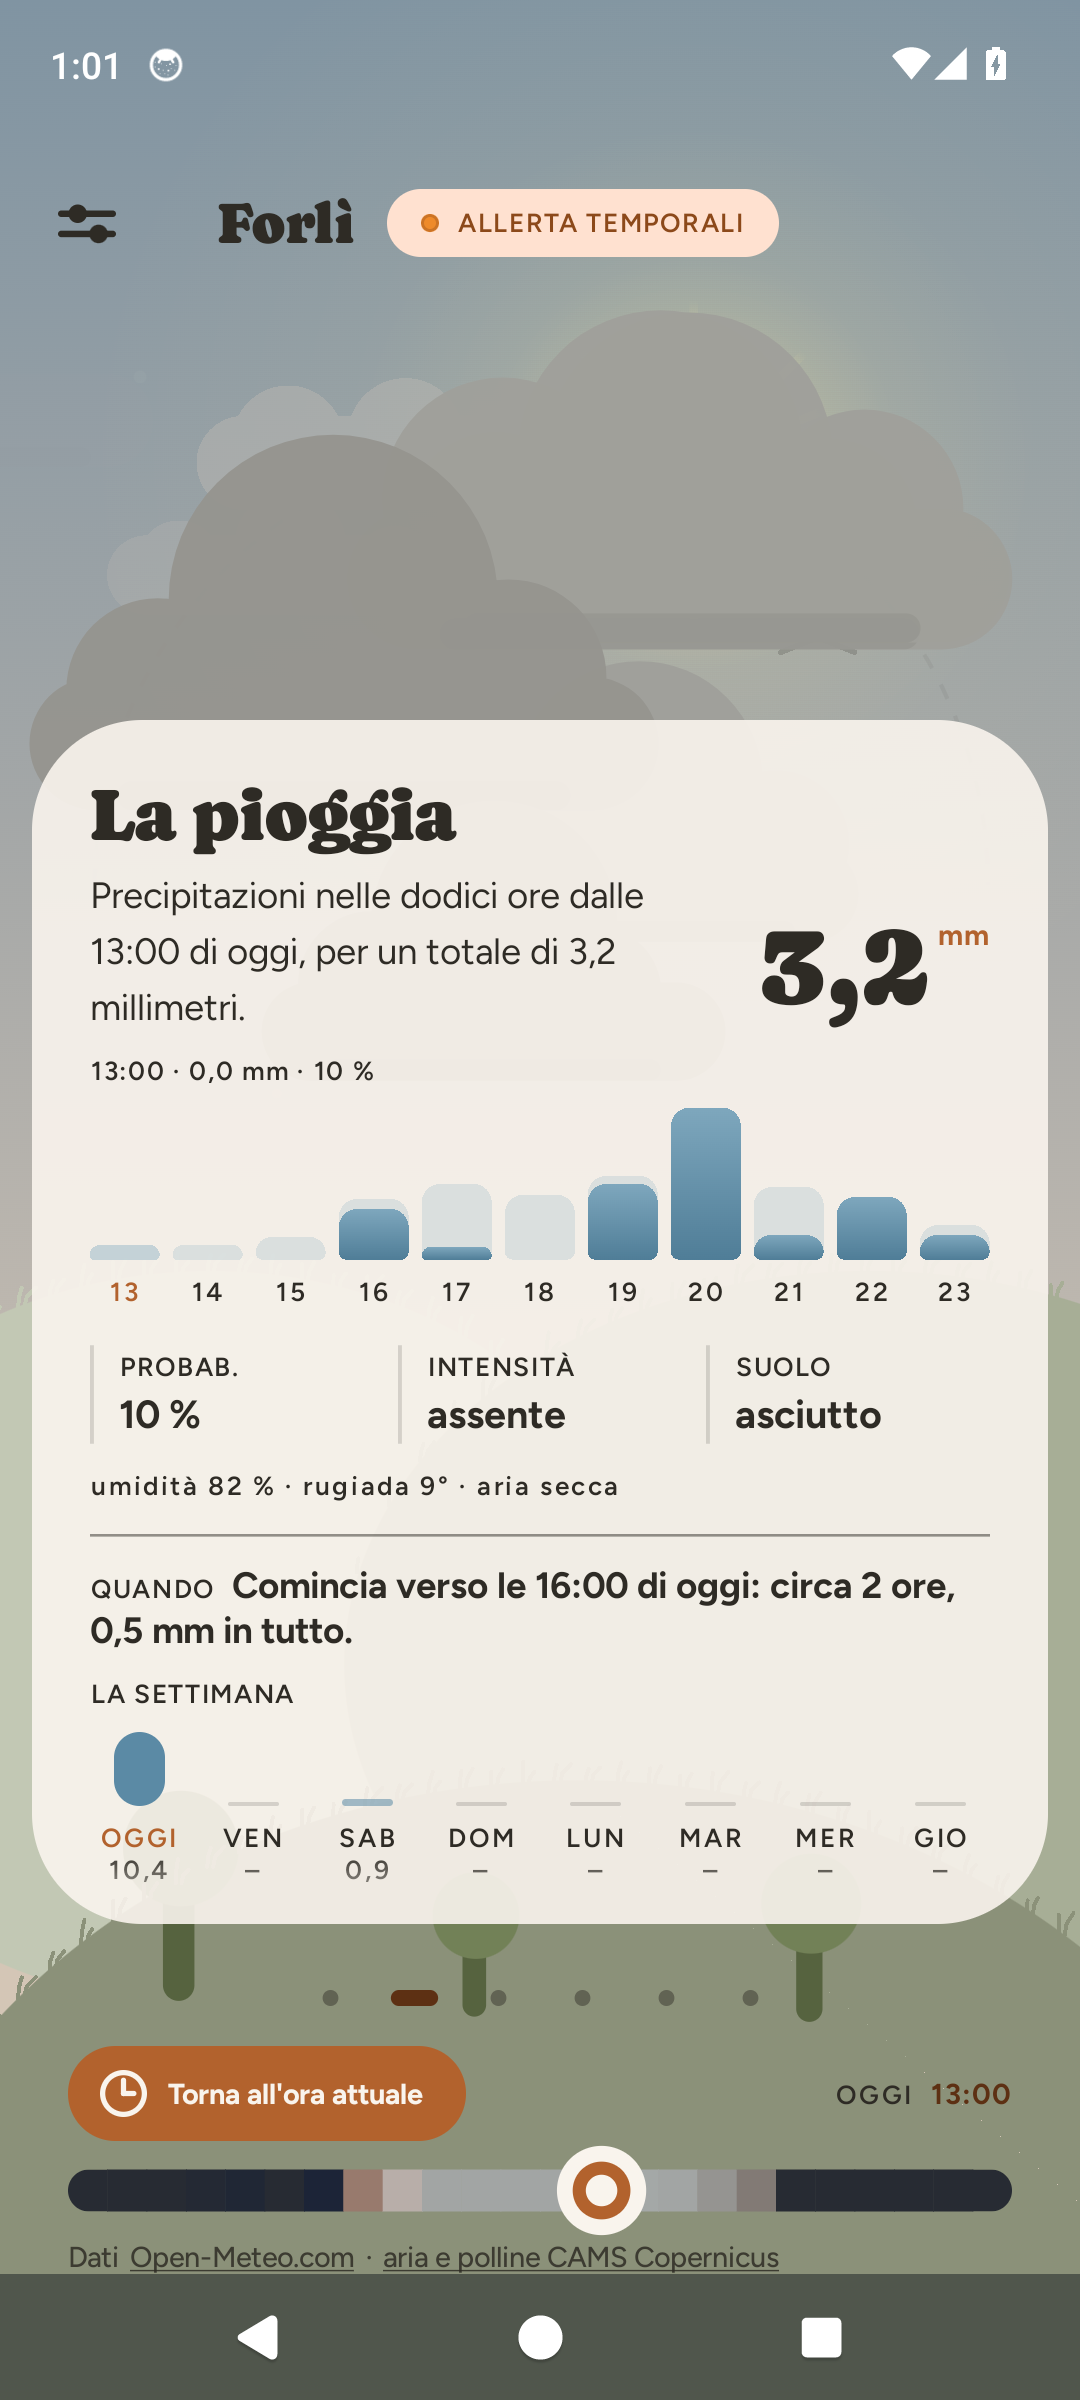 1:01
Forlì
ALLERTA TEMPORALI
La pioggia
Precipitazioni nelle dodici ore dalle
13:00 di oggi, per un totale di 3,2
millimetri.
3,2 mm
13:00 · 0,0 mm · 10 %
13 14 15 16 17 18 19 20 21 22 23
PROBAB. INTENSITÀ SUOLO
10 % assente asciutto
umidità 82 % · rugiada 9° · aria secca
QUANDO Comincia verso le 16:00 di oggi: circa 2 ore,
0,5 mm in tutto.
LA SETTIMANA
OGGI VEN SAB DOM LUN MAR MER GIO
10,4 – 0,9 – – – – –
Torna all'ora attuale
OGGI 13:00
Dati Open-Meteo.com · aria e polline CAMS Copernicus